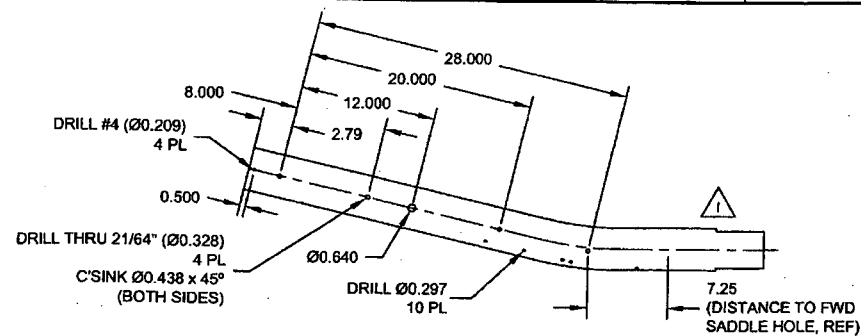 28.000
20.000
8.000
12.000
DRILL #4 (Ø0.209)
4 PL
2.79
0.500
1
DRILL THRU 21/64" (Ø0.328)
4 PL
C'SINK Ø0.438 x 45º
(BOTH SIDES)
Ø0.640
DRILL Ø0.297
10 PL
7.25
(DISTANCE TO FWD
SADDLE HOLE, REF)